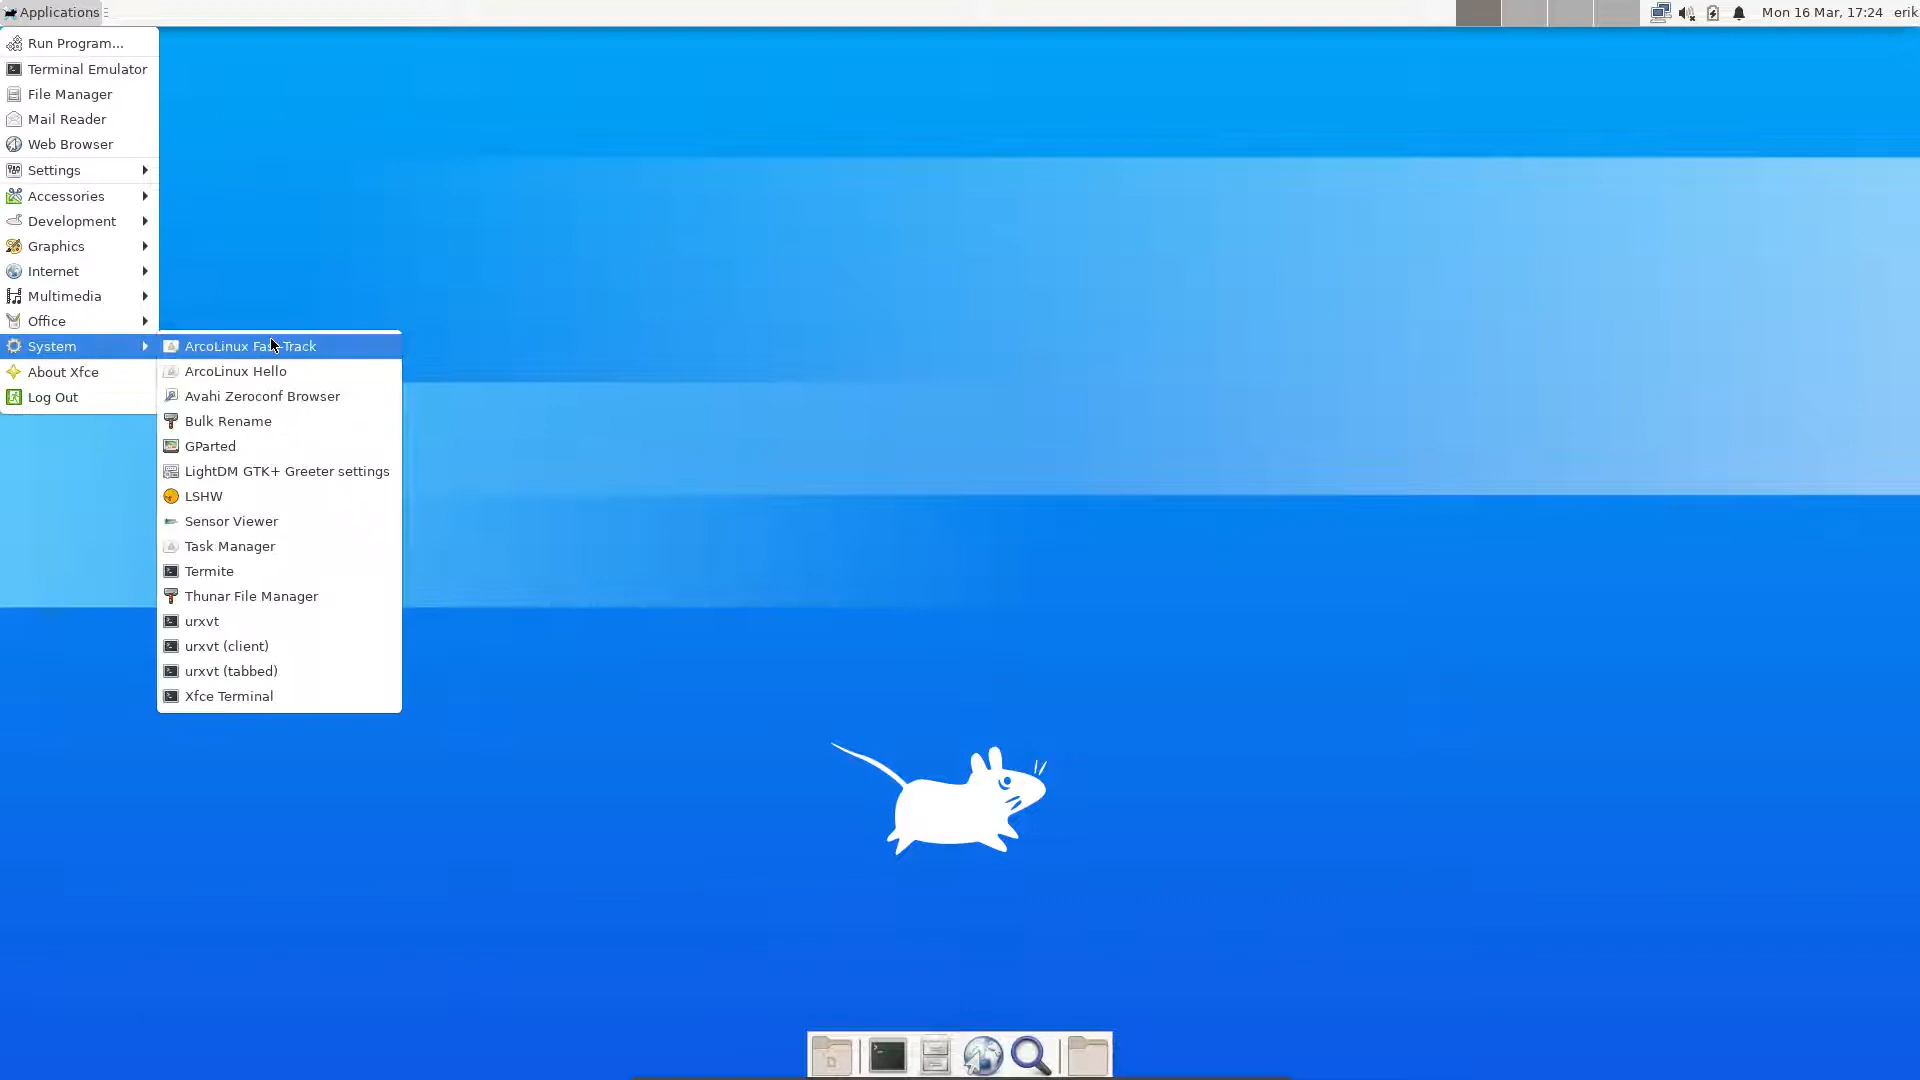 Applications
Mon 16 Mar, 17:24 erik
Run Program...
Terminal Emulator
File Manager
Mail Reader
Web Browser
Settings
Accessories
Development
Graphics
Internet
Multimedia
Office
System
About Xfce
Log Out
ArcoLinux Fast Track
ArcoLinux Hello
Avahi Zeroconf Browser
Bulk Rename
GParted
LightDM GTK+ Greeter settings
LSHW
Sensor Viewer
Task Manager
Termite
Thunar File Manager
urxvt
urxvt (client)
urxvt (tabbed)
Xfce Terminal